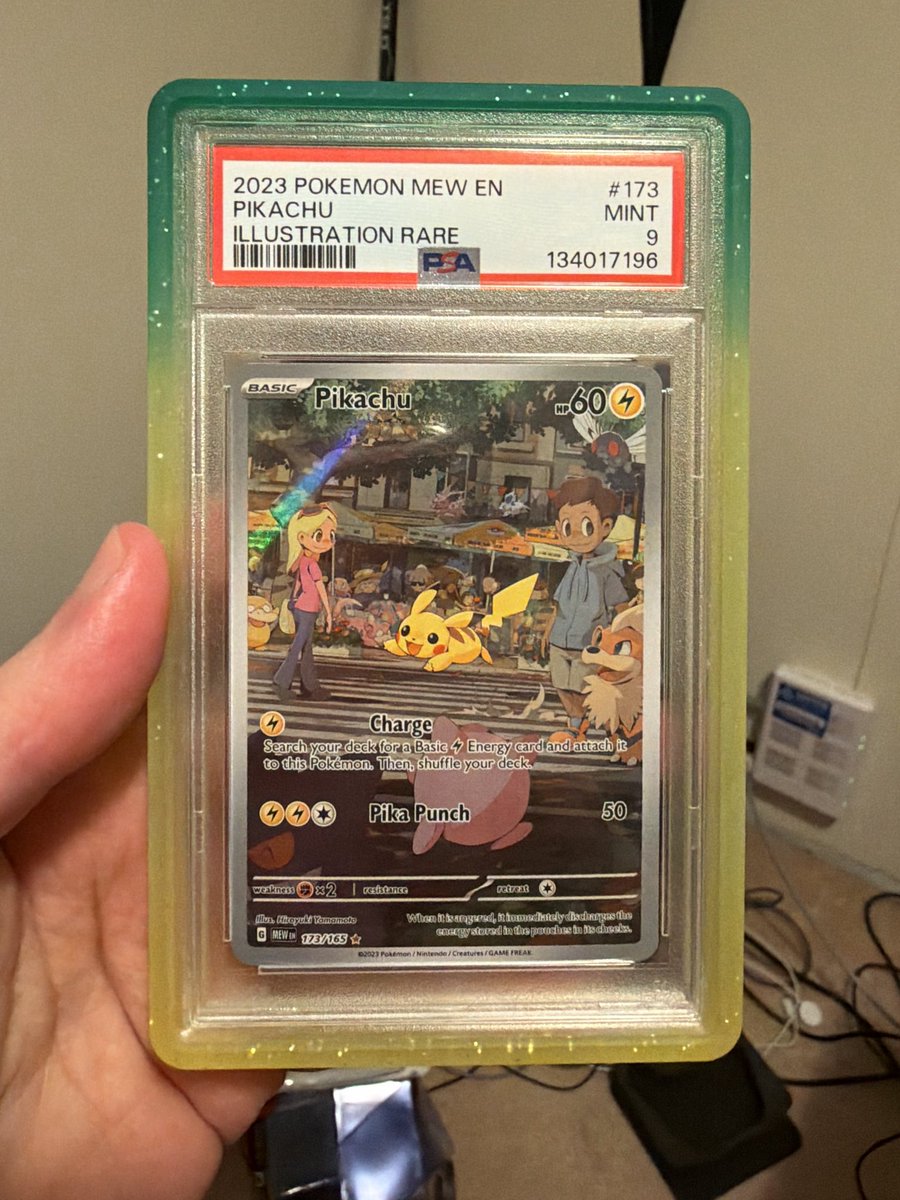 2023 POKEMON MEW EN #173
PIKACHU MINT
ILLUSTRATION RARE 9
PSA 134017196
BASIC Pikachu HP 60
Charge
Search your deck for a Basic Energy card and attach it
to this Pokémon. Then, shuffle your deck.
Pika Punch 50
weakness ×2 resistance retreat
Illus. Hiroyuki Yamamoto
When it is angered, it immediately discharges the
energy stored in the pouches in its cheeks.
G MEW EN 173/165
©2023 Pokémon / Nintendo / Creatures / GAME FREAK